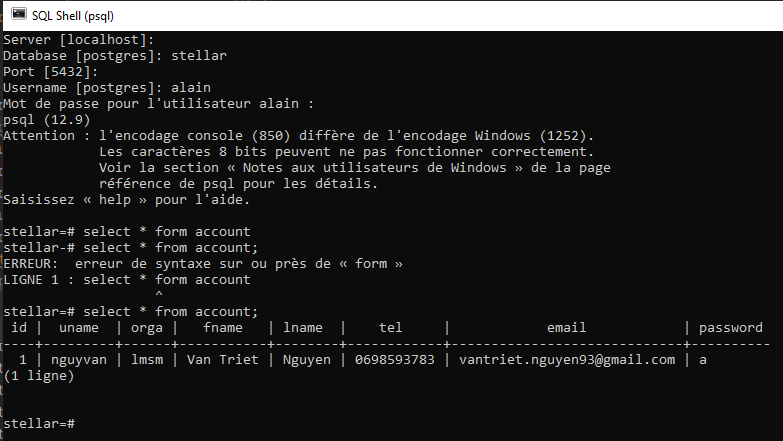 SQL Shell (psql)
Server [localhost]:
Database [postgres]: stellar
Port [5432]:
Username [postgres]: alain
Mot de passe pour l'utilisateur alain :
psql (12.9)
Attention : l'encodage console (850) diffère de l'encodage Windows (1252).
            Les caractères 8 bits peuvent ne pas fonctionner correctement.
            Voir la section « Notes aux utilisateurs de Windows » de la page
            référence de psql pour les détails.
Saisissez « help » pour l'aide.
stellar=# select * form account
stellar-# select * from account;
ERREUR:  erreur de syntaxe sur ou près de « form »
LIGNE 1 : select * form account
                   ^
stellar=# select * from account;
 id |  uname  | orga |   fname   | lname  |    tel     |            email            | password
----+---------+------+-----------+--------+------------+-----------------------------+----------
  1 | nguyvan | lmsm | Van Triet | Nguyen | 0698593783 | vantriet.nguyen93@gmail.com | a
(1 ligne)
stellar=#